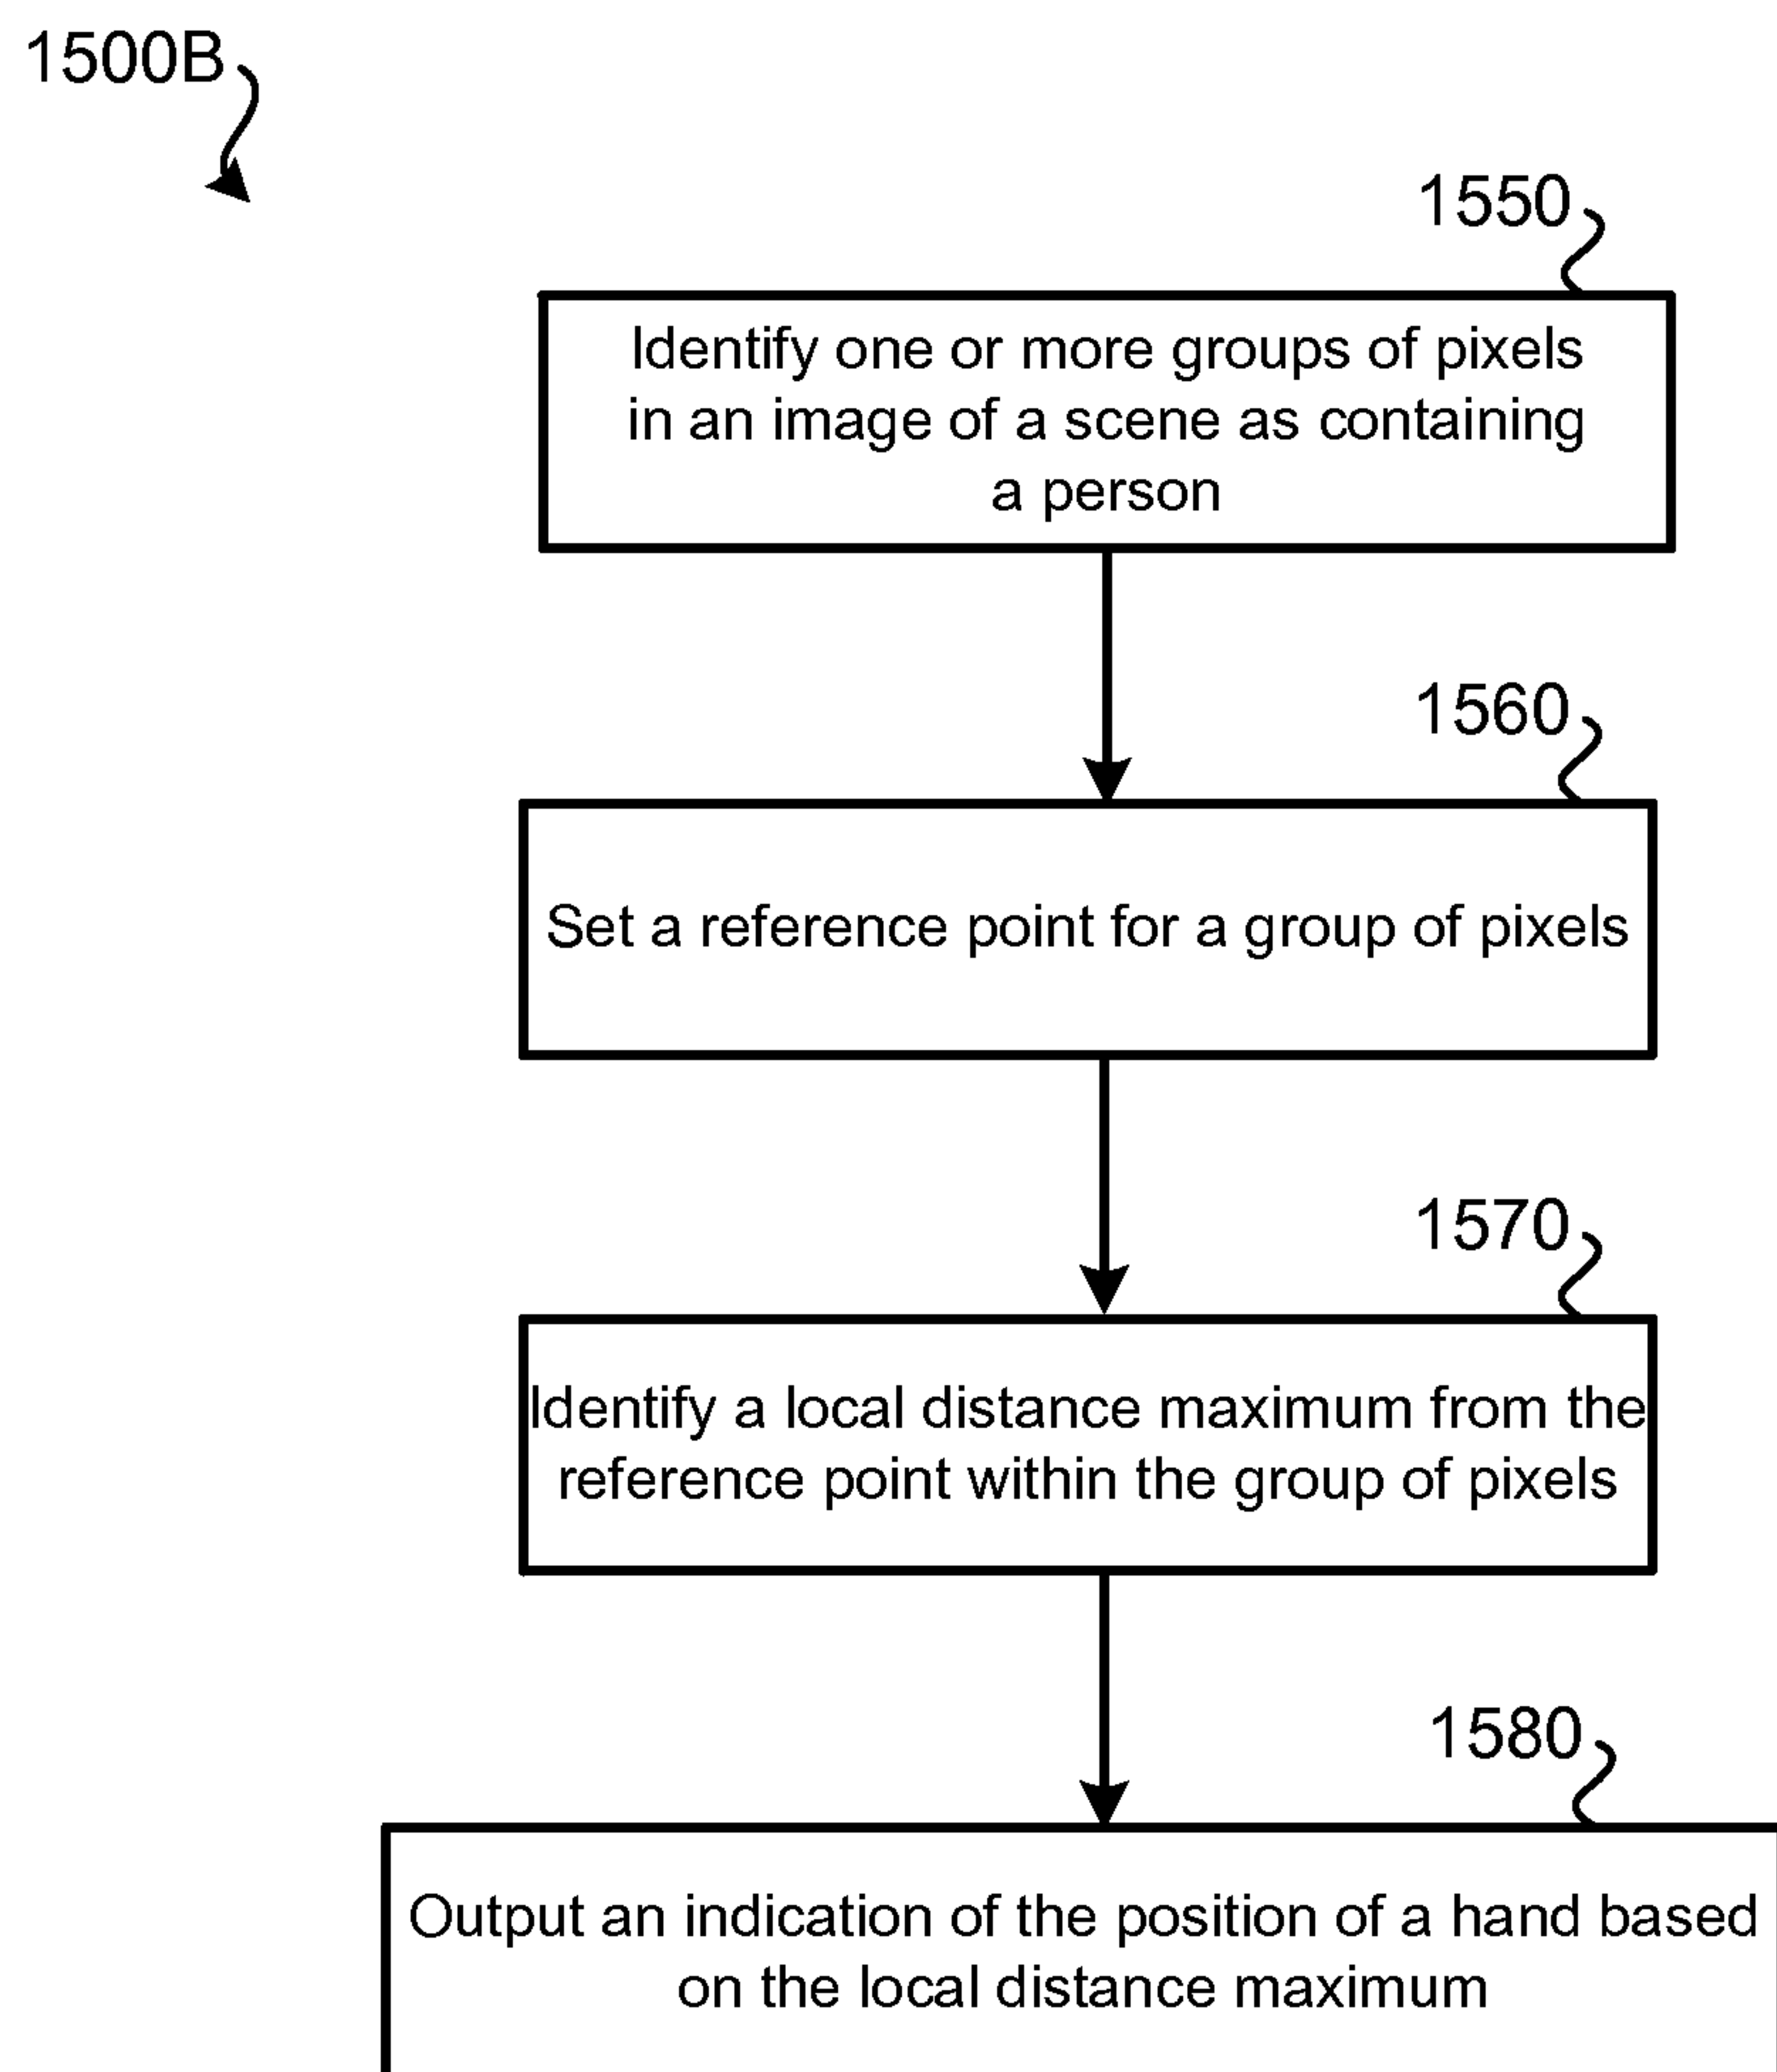 1500B
1550
Identify one or more groups of pixels
in an image of a scene as containing
a person
1560
Set a reference point for a group of pixels
1570
Identify a local distance maximum from the
reference point within the group of pixels
1580
Output an indication of the position of a hand based
on the local distance maximum